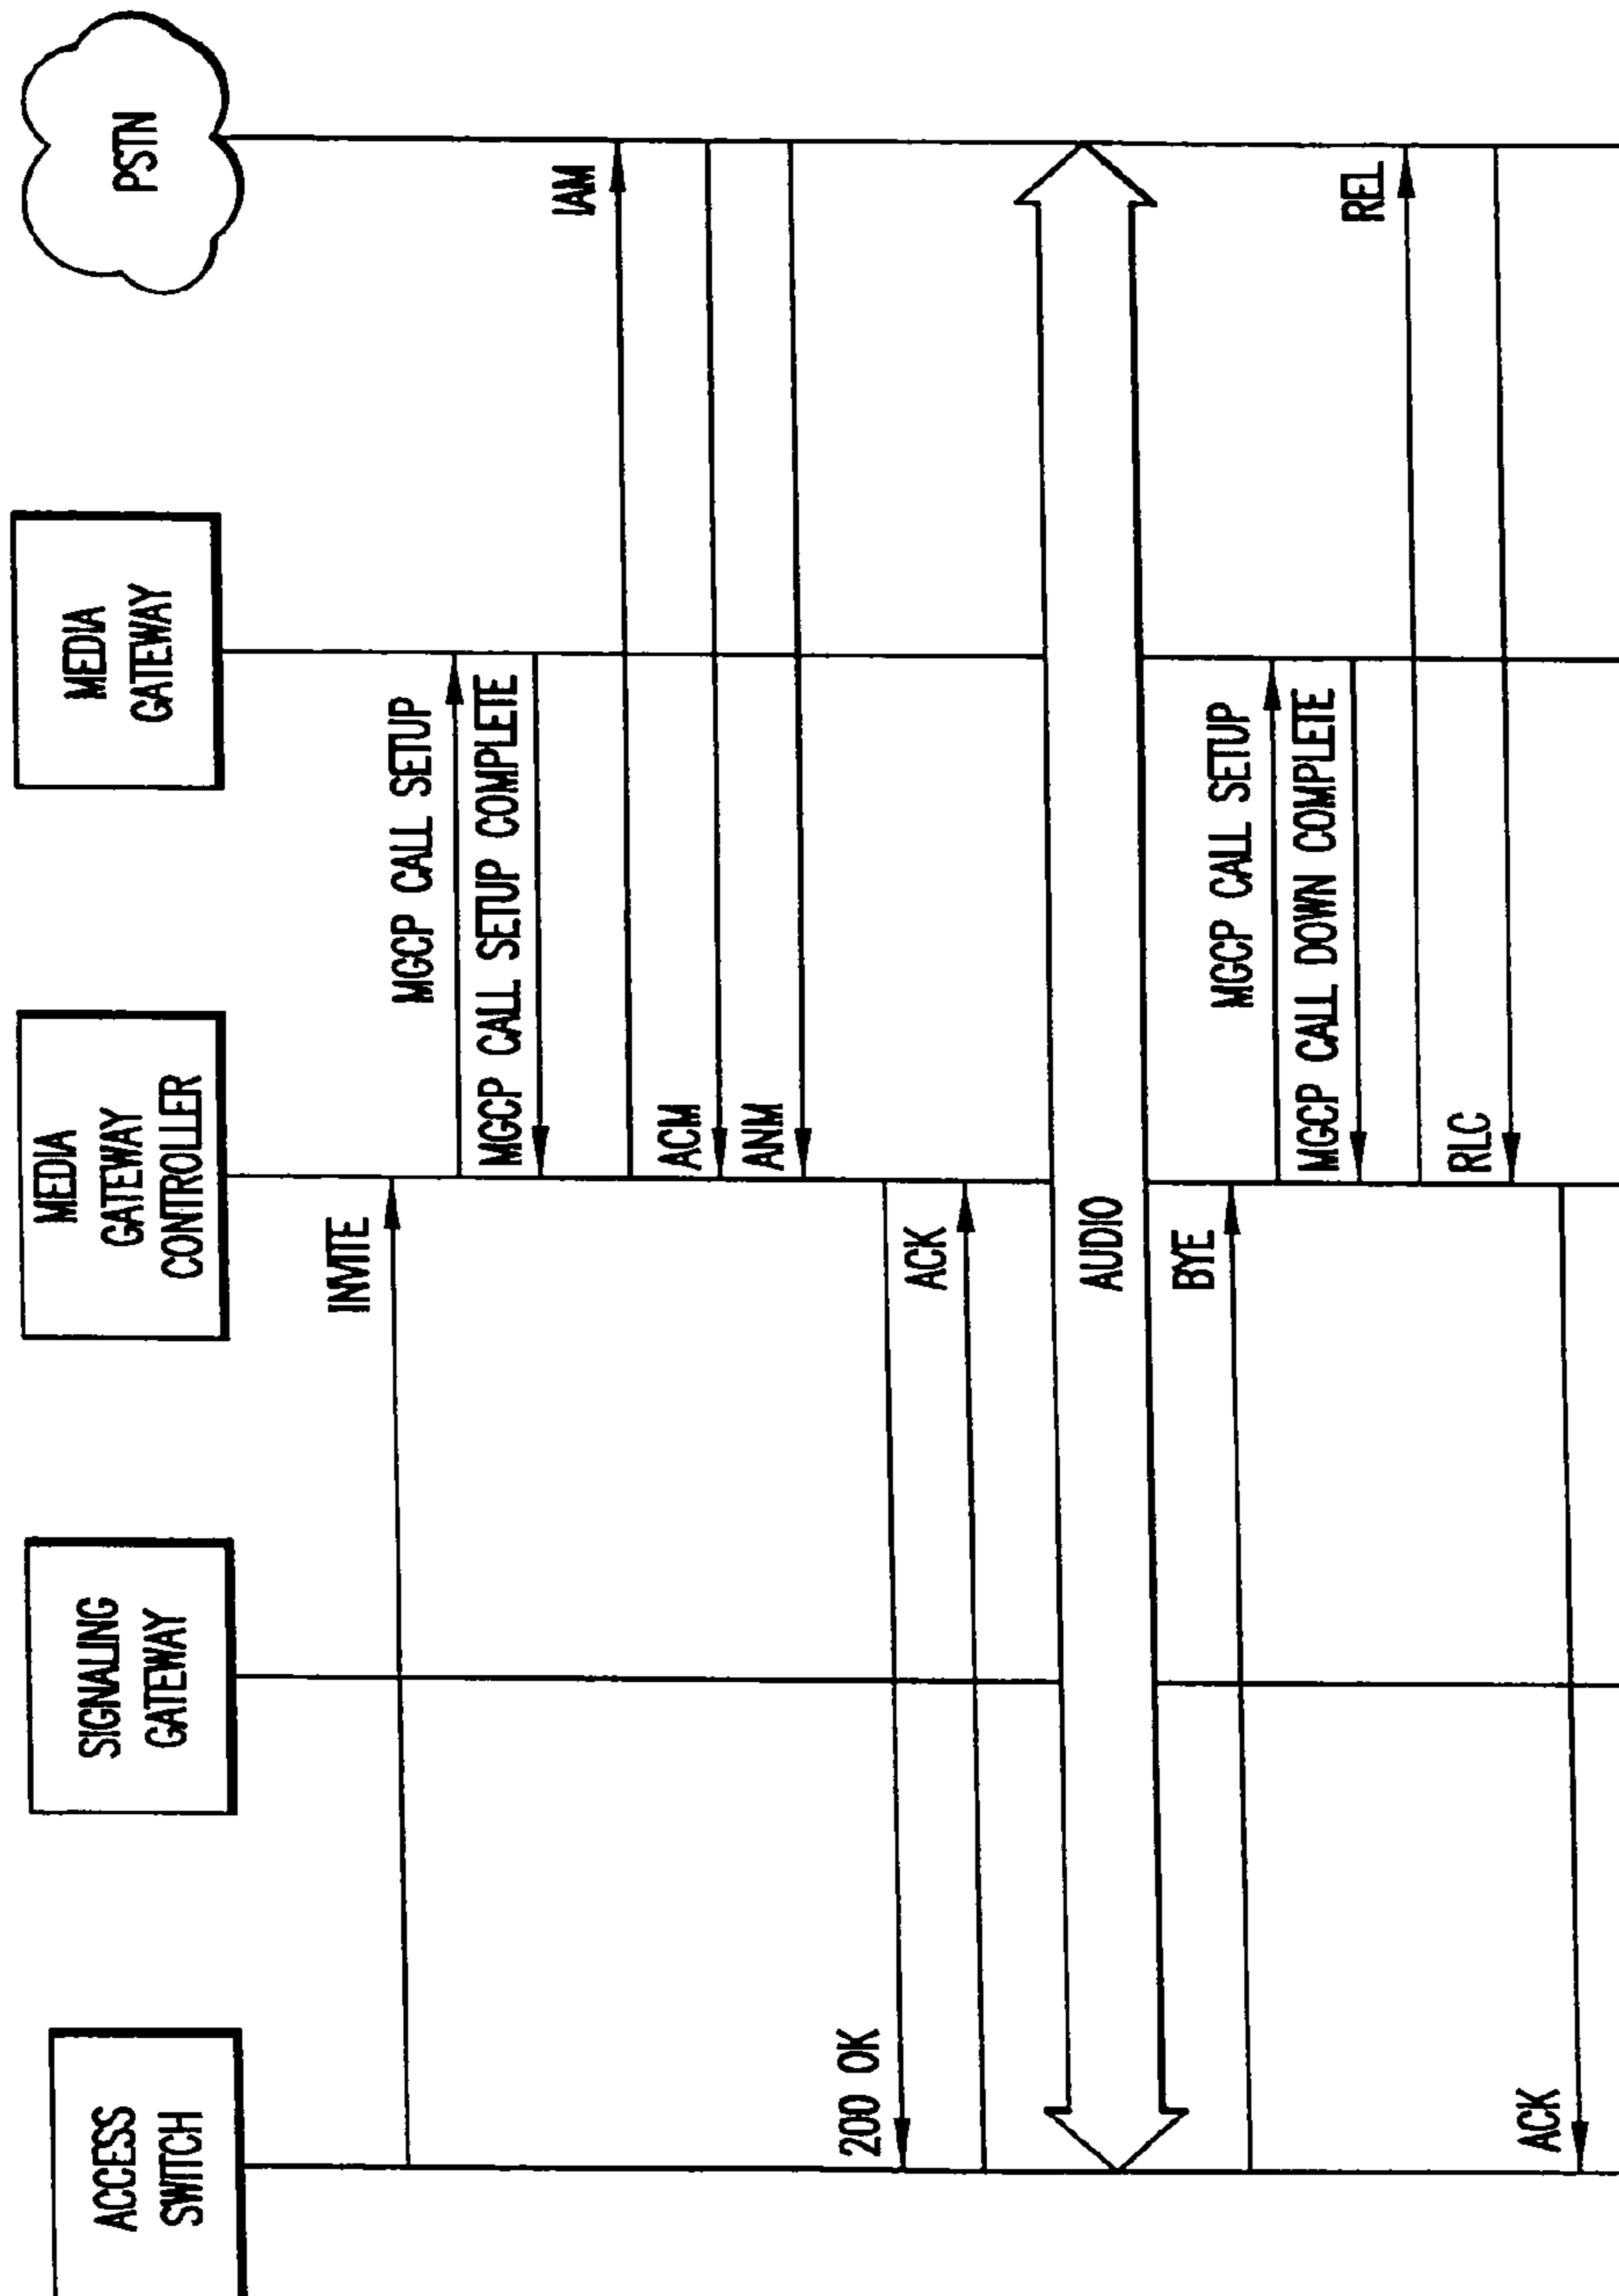 ACCESS
SWITCH
SIGNALING
GATEWAY
MEDIA
GATEWAY
CONTROLLER
MEDIA
GATEWAY
PSTN
INVITE
MGCP CALL SETUP
MGCP CALL SETUP COMPLETE
IAM
ACM
ANM
200 OK
ACK
AUDIO
BYE
MGCP CALL SETUP
MGCP CALL DOWN COMPLETE
REL
RLC
ACK